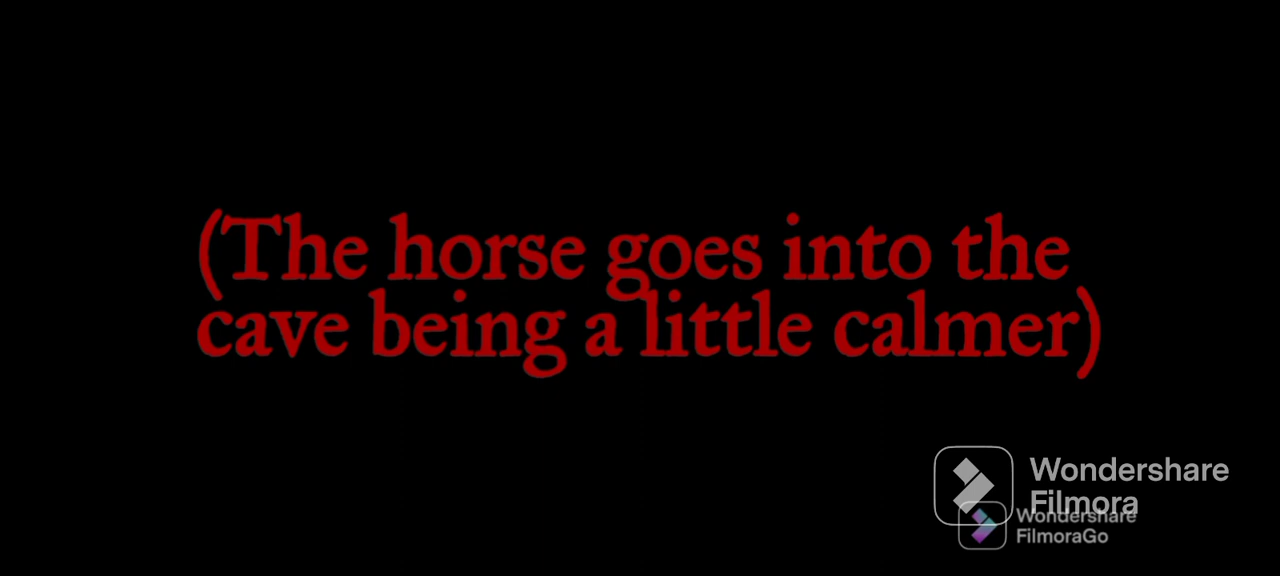 (The horse goes into the
cave being a little calmer)
Wondershare
Filmora
Wondershare
FilmoraGo